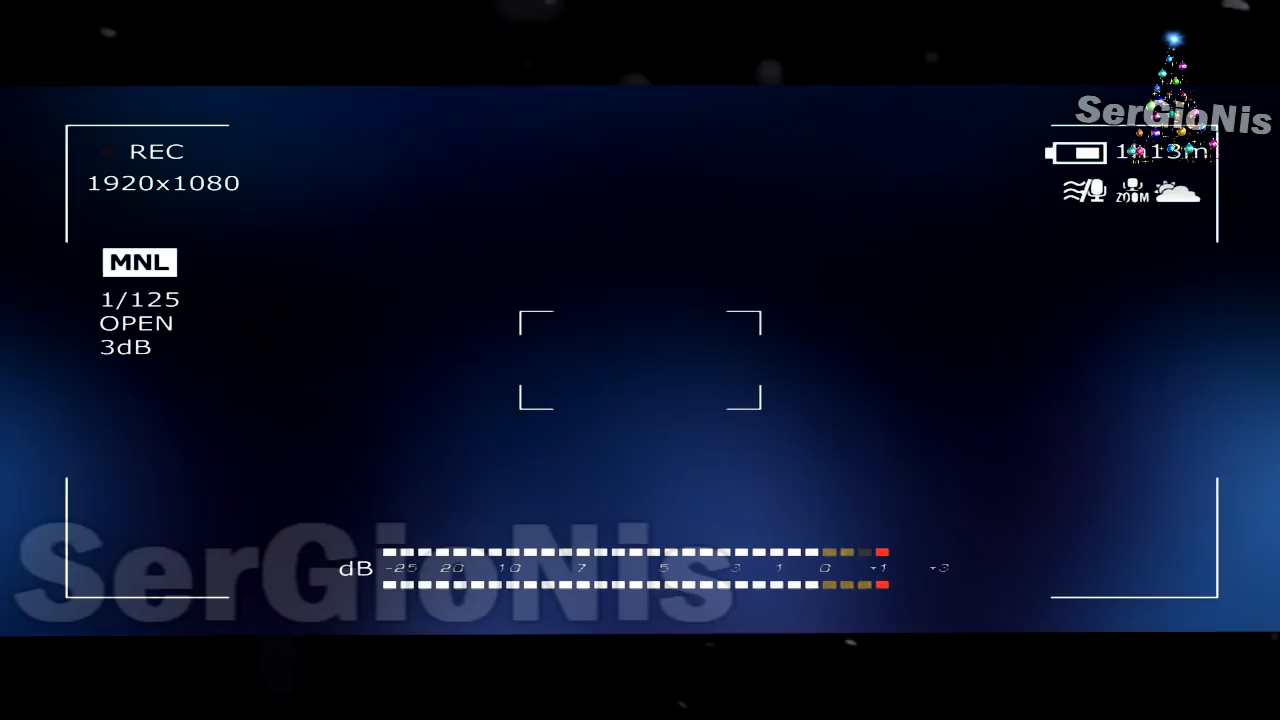 SerGioNis
REC
1h13m
1920x1080
ZOOM
MNL
1/125
OPEN
3dB
SerGioNis
dB -25 20 10 7 5 3 1 0 +1 +3